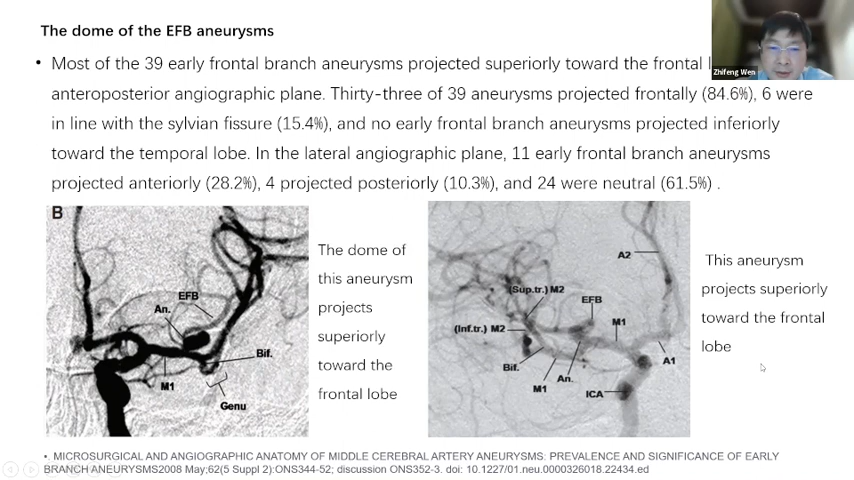 The dome of the EFB aneurysms
• Most of the 39 early frontal branch aneurysms projected superiorly toward the frontal
anteroposterior angiographic plane. Thirty-three of 39 aneurysms projected frontally (84.6%), 6 were
in line with the sylvian fissure (15.4%), and no early frontal branch aneurysms projected inferiorly
toward the temporal lobe. In the lateral angiographic plane, 11 early frontal branch aneurysms
projected anteriorly (28.2%), 4 projected posteriorly (10.3%), and 24 were neutral (61.5%) .
Zhifeng Wen
B
EFB
An.
Bif.
M1
Genu
The dome of
this aneurysm
projects
superiorly
toward the
frontal lobe
A2
(Sup.tr.) M2
EFB
M1
(Inf.tr.) M2
A1
Bif.
An.
M1
ICA
This aneurysm
projects superiorly
toward the frontal
lobe
•. MICROSURGICAL AND ANGIOGRAPHIC ANATOMY OF MIDDLE CEREBRAL ARTERY ANEURYSMS: PREVALENCE AND SIGNIFICANCE OF EARLY
BRANCH ANEURYSMS2008 May;62(5 Suppl 2):ONS344-52; discussion ONS352-3. doi: 10.1227/01.neu.0000326018.22434.ed